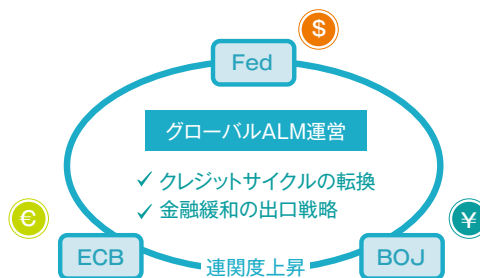 $
Fed
グローバルALM運営
✓ クレジットサイクルの転換
✓ 金融緩和の出口戦略
€
¥
ECB
連関度上昇
BOJ